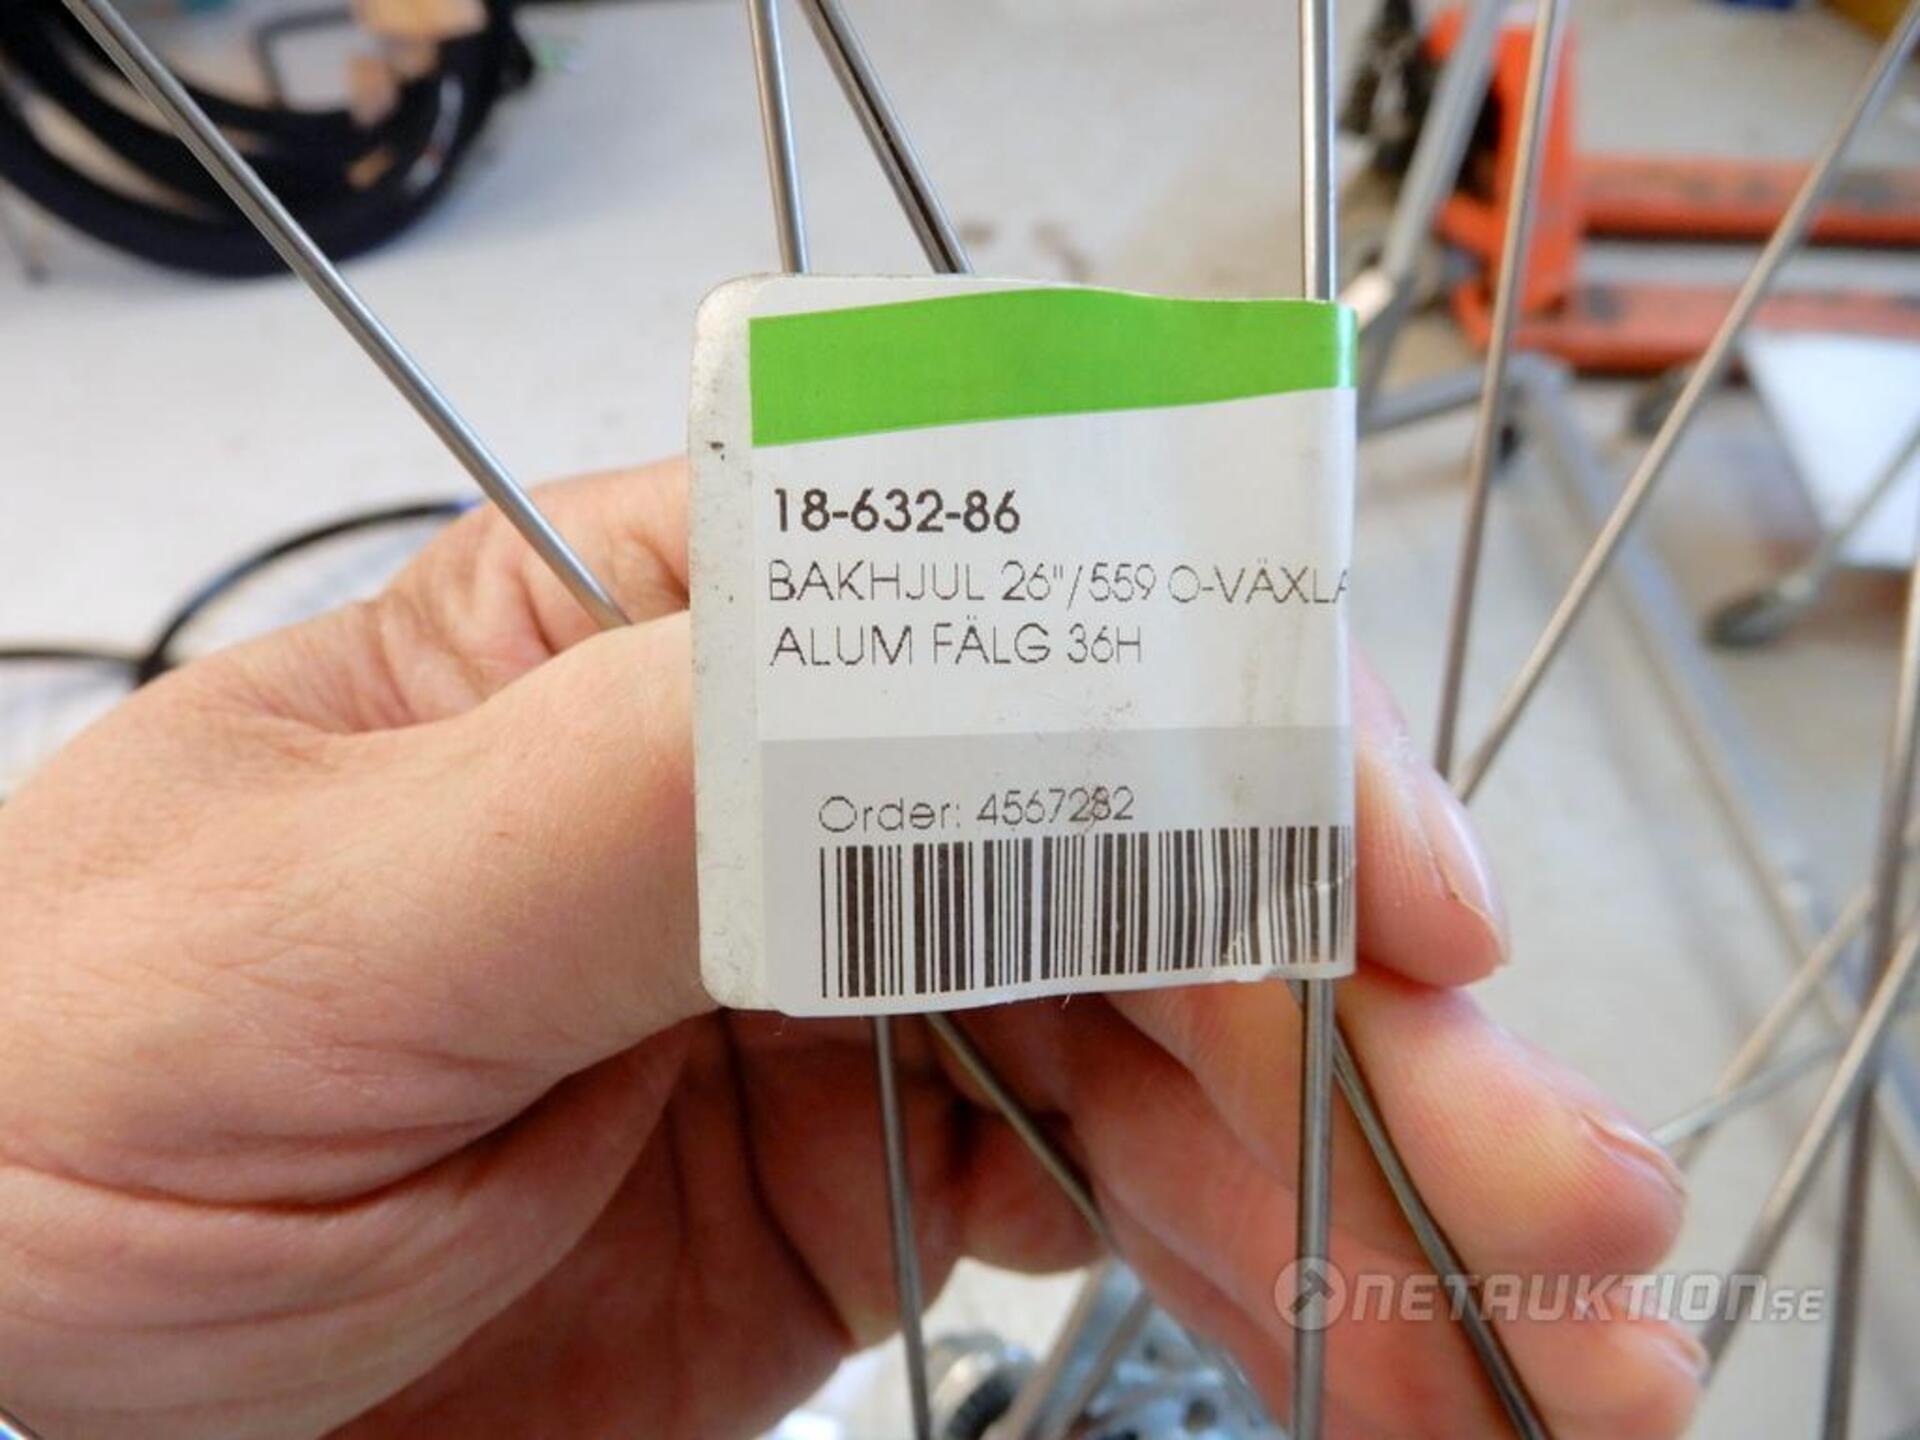 18-632-86
BAKHJUL 26"/559 O-VÄXLA
ALUM FÄLG 36H
Order: 4567282
NETAUKTION.SE